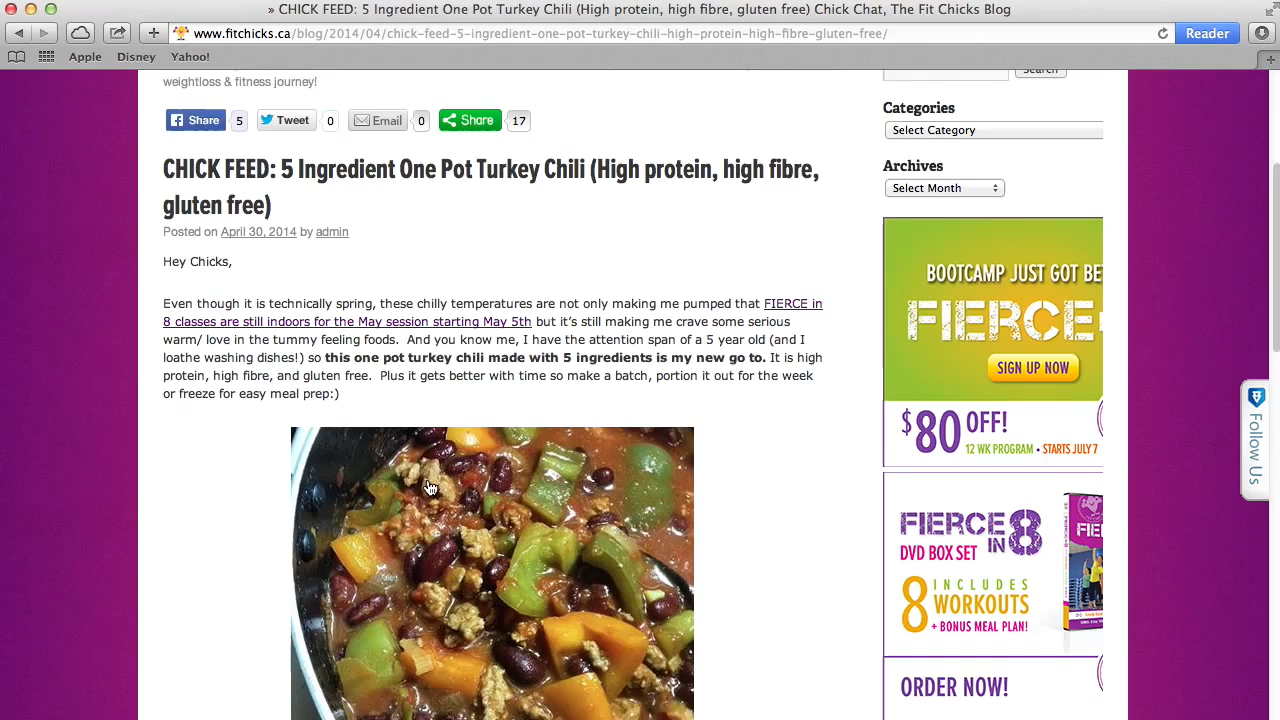 » CHICK FEED: 5 Ingredient One Pot Turkey Chili (High protein, high fibre, gluten free) Chick Chat, The Fit Chicks Blog
www.fitchicks.ca/blog/2014/04/chick-feed-5-ingredient-one-pot-turkey-chili-high-protein-high-fibre-gluten-free/
Reader
Apple Disney Yahoo!
weightloss & fitness journey!
Share 5 Tweet 0 Email 0 Share 17
CHICK FEED: 5 Ingredient One Pot Turkey Chili (High protein, high fibre,
gluten free)
Posted on April 30, 2014 by admin
Hey Chicks,
Even though it is technically spring, these chilly temperatures are not only making me pumped that FIERCE in
8 classes are still indoors for the May session starting May 5th but it’s still making me crave some serious
warm/ love in the tummy feeling foods. And you know me, I have the attention span of a 5 year old (and I
loathe washing dishes!) so this one pot turkey chili made with 5 ingredients is my new go to. It is high
protein, high fibre, and gluten free. Plus it gets better with time so make a batch, portion it out for the week
or freeze for easy meal prep:)
Search
Categories
Select Category
Archives
Select Month
BOOTCAMP JUST GOT BE
FIERCE
SIGN UP NOW
$80 OFF!
12 WK PROGRAM • STARTS JULY 7
FIERCE
IN 8
DVD BOX SET
8 INCLUDES
WORKOUTS
+ BONUS MEAL PLAN!
FIE
ORDER NOW!
Follow Us